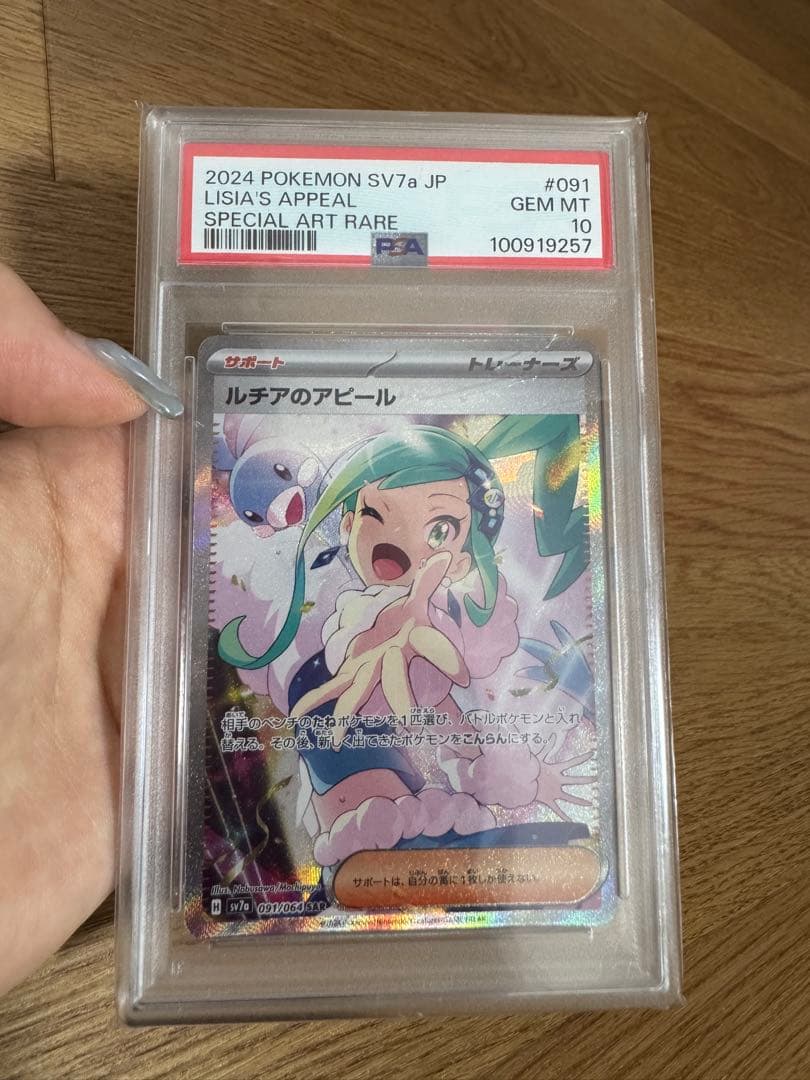 2024 POKEMON SV7a JP #091
LISIA'S APPEAL GEM MT
SPECIAL ART RARE 10
PSA 100919257
サポート トレーナーズ
ルチアのアピール
相手のベンチのたねポケモンを1匹選び、バトルポケモンと入れ
替える。その後、新しく出てきたポケモンをこんらんにする。
サポートは、自分の番に1枚しか使えない。
Illus. Nobusawa/Mochipuyo
H sv7a 091/064 SAR